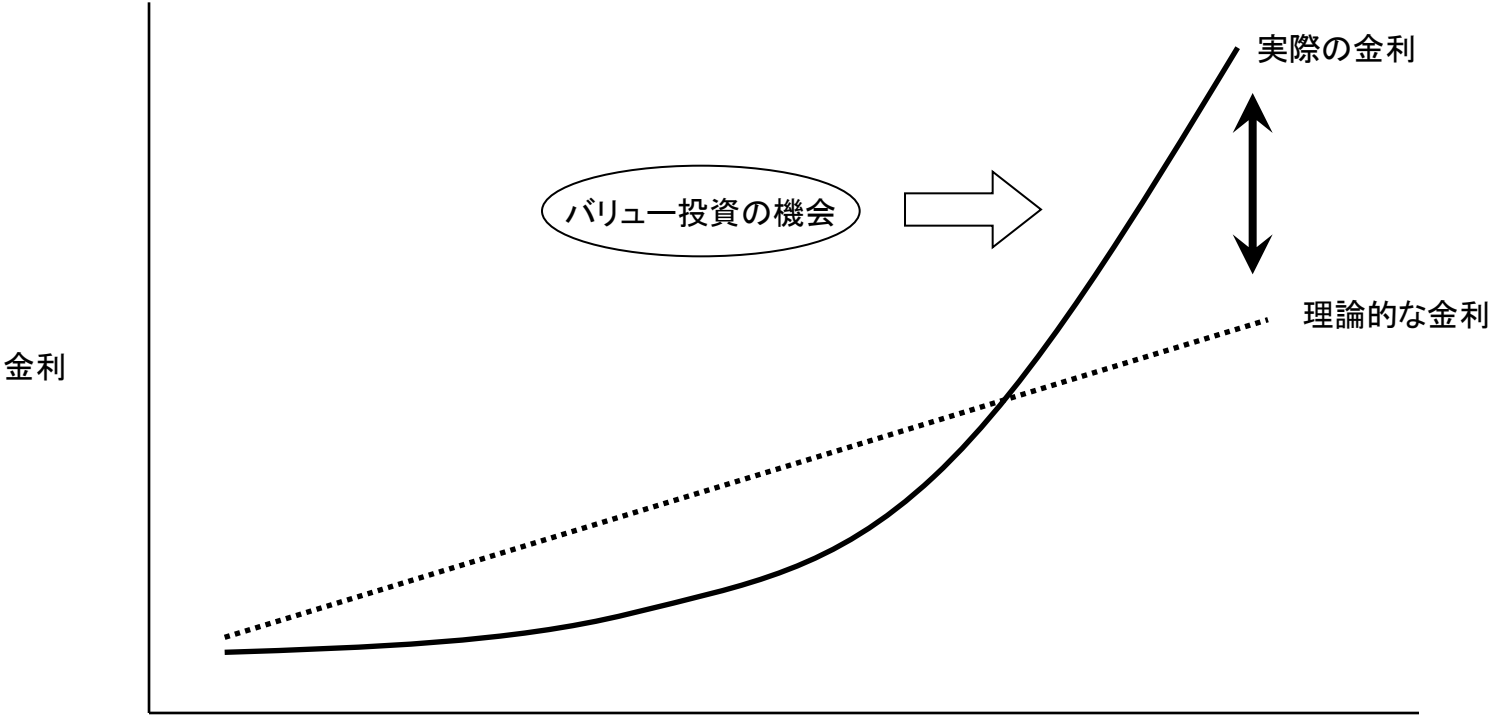 実際の金利
バリュー投資の機会
理論的な金利
金利